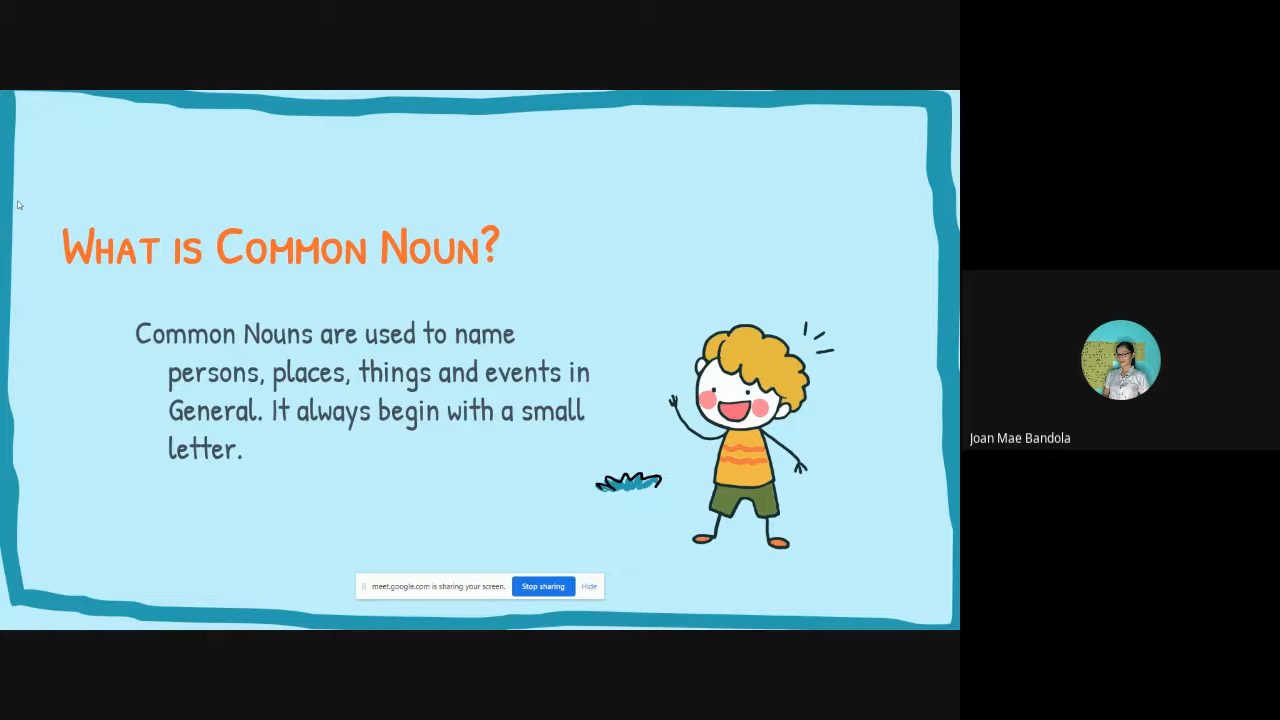 What is Common Noun?
Common Nouns are used to name
persons, places, things and events in
General. It always begin with a small
letter.
meet.google.com is sharing your screen. Stop sharing Hide
Joan Mae Bandola